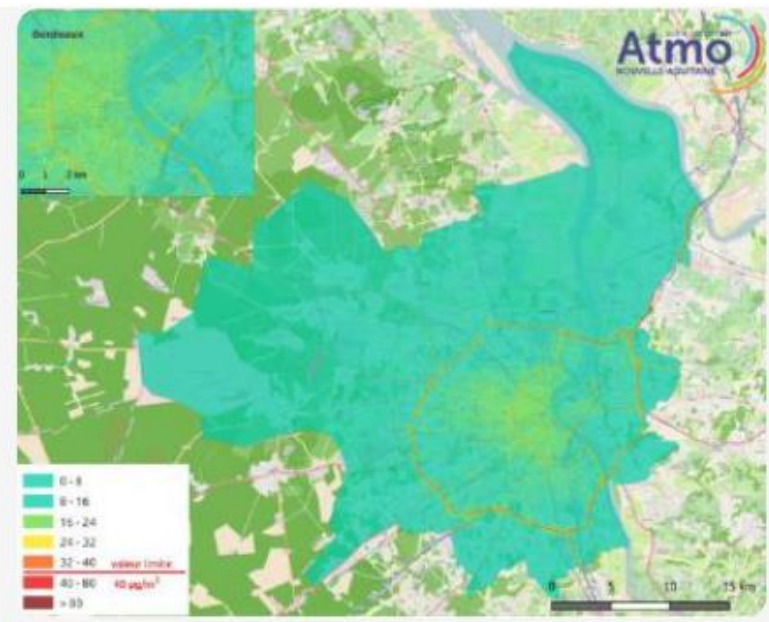 Bordeaux
Atmo
NOUVELLE-AQUITAINE
0 1 2 km
0 - 8
8 - 16
16 - 24
24 - 32
32 - 40 valeur limite
40 - 80 40 µg/m³
> 80
0 5 10 15 km